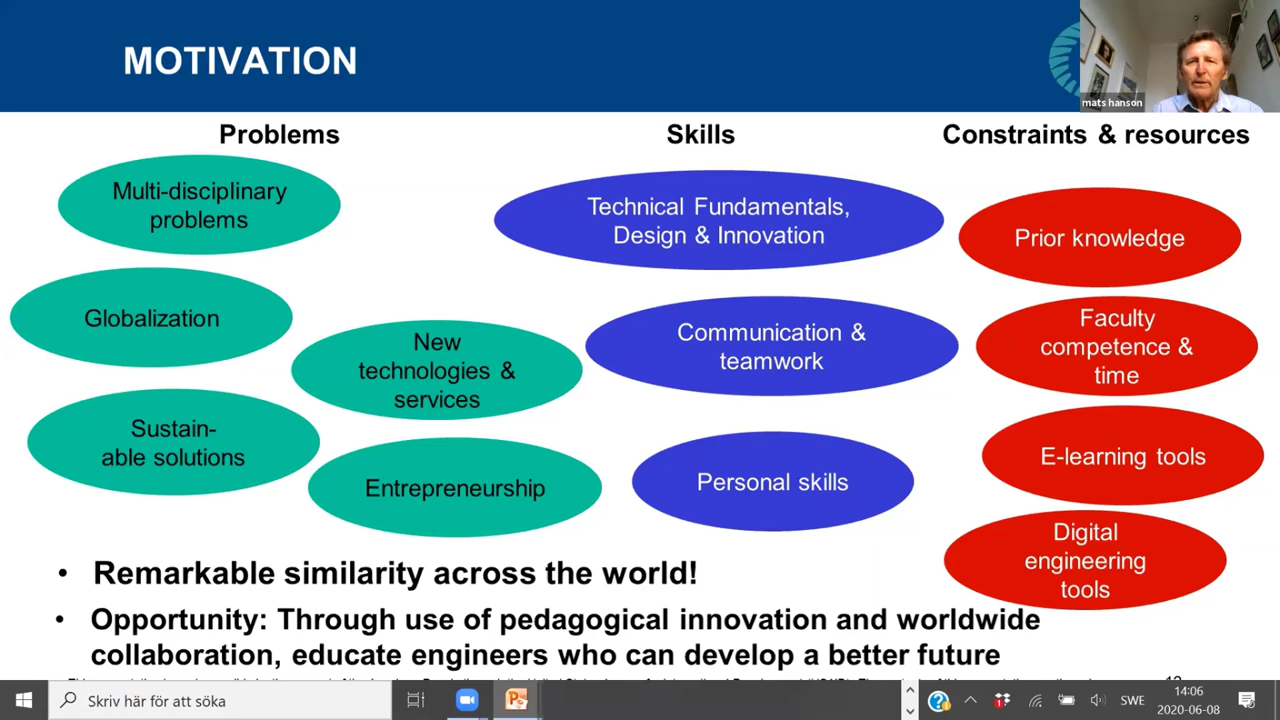 MOTIVATION
mats hanson
Problems
Skills
Constraints & resources
Multi-disciplinary
problems
Globalization
New
technologies &
services
Sustain-
able solutions
Entrepreneurship
Technical Fundamentals,
Design & Innovation
Communication &
teamwork
Personal skills
Prior knowledge
Faculty
competence &
time
E-learning tools
Digital
engineering
tools
• Remarkable similarity across the world!
• Opportunity: Through use of pedagogical innovation and worldwide
collaboration, educate engineers who can develop a better future
Skriv här för att söka
SWE
14:06
2020-06-08